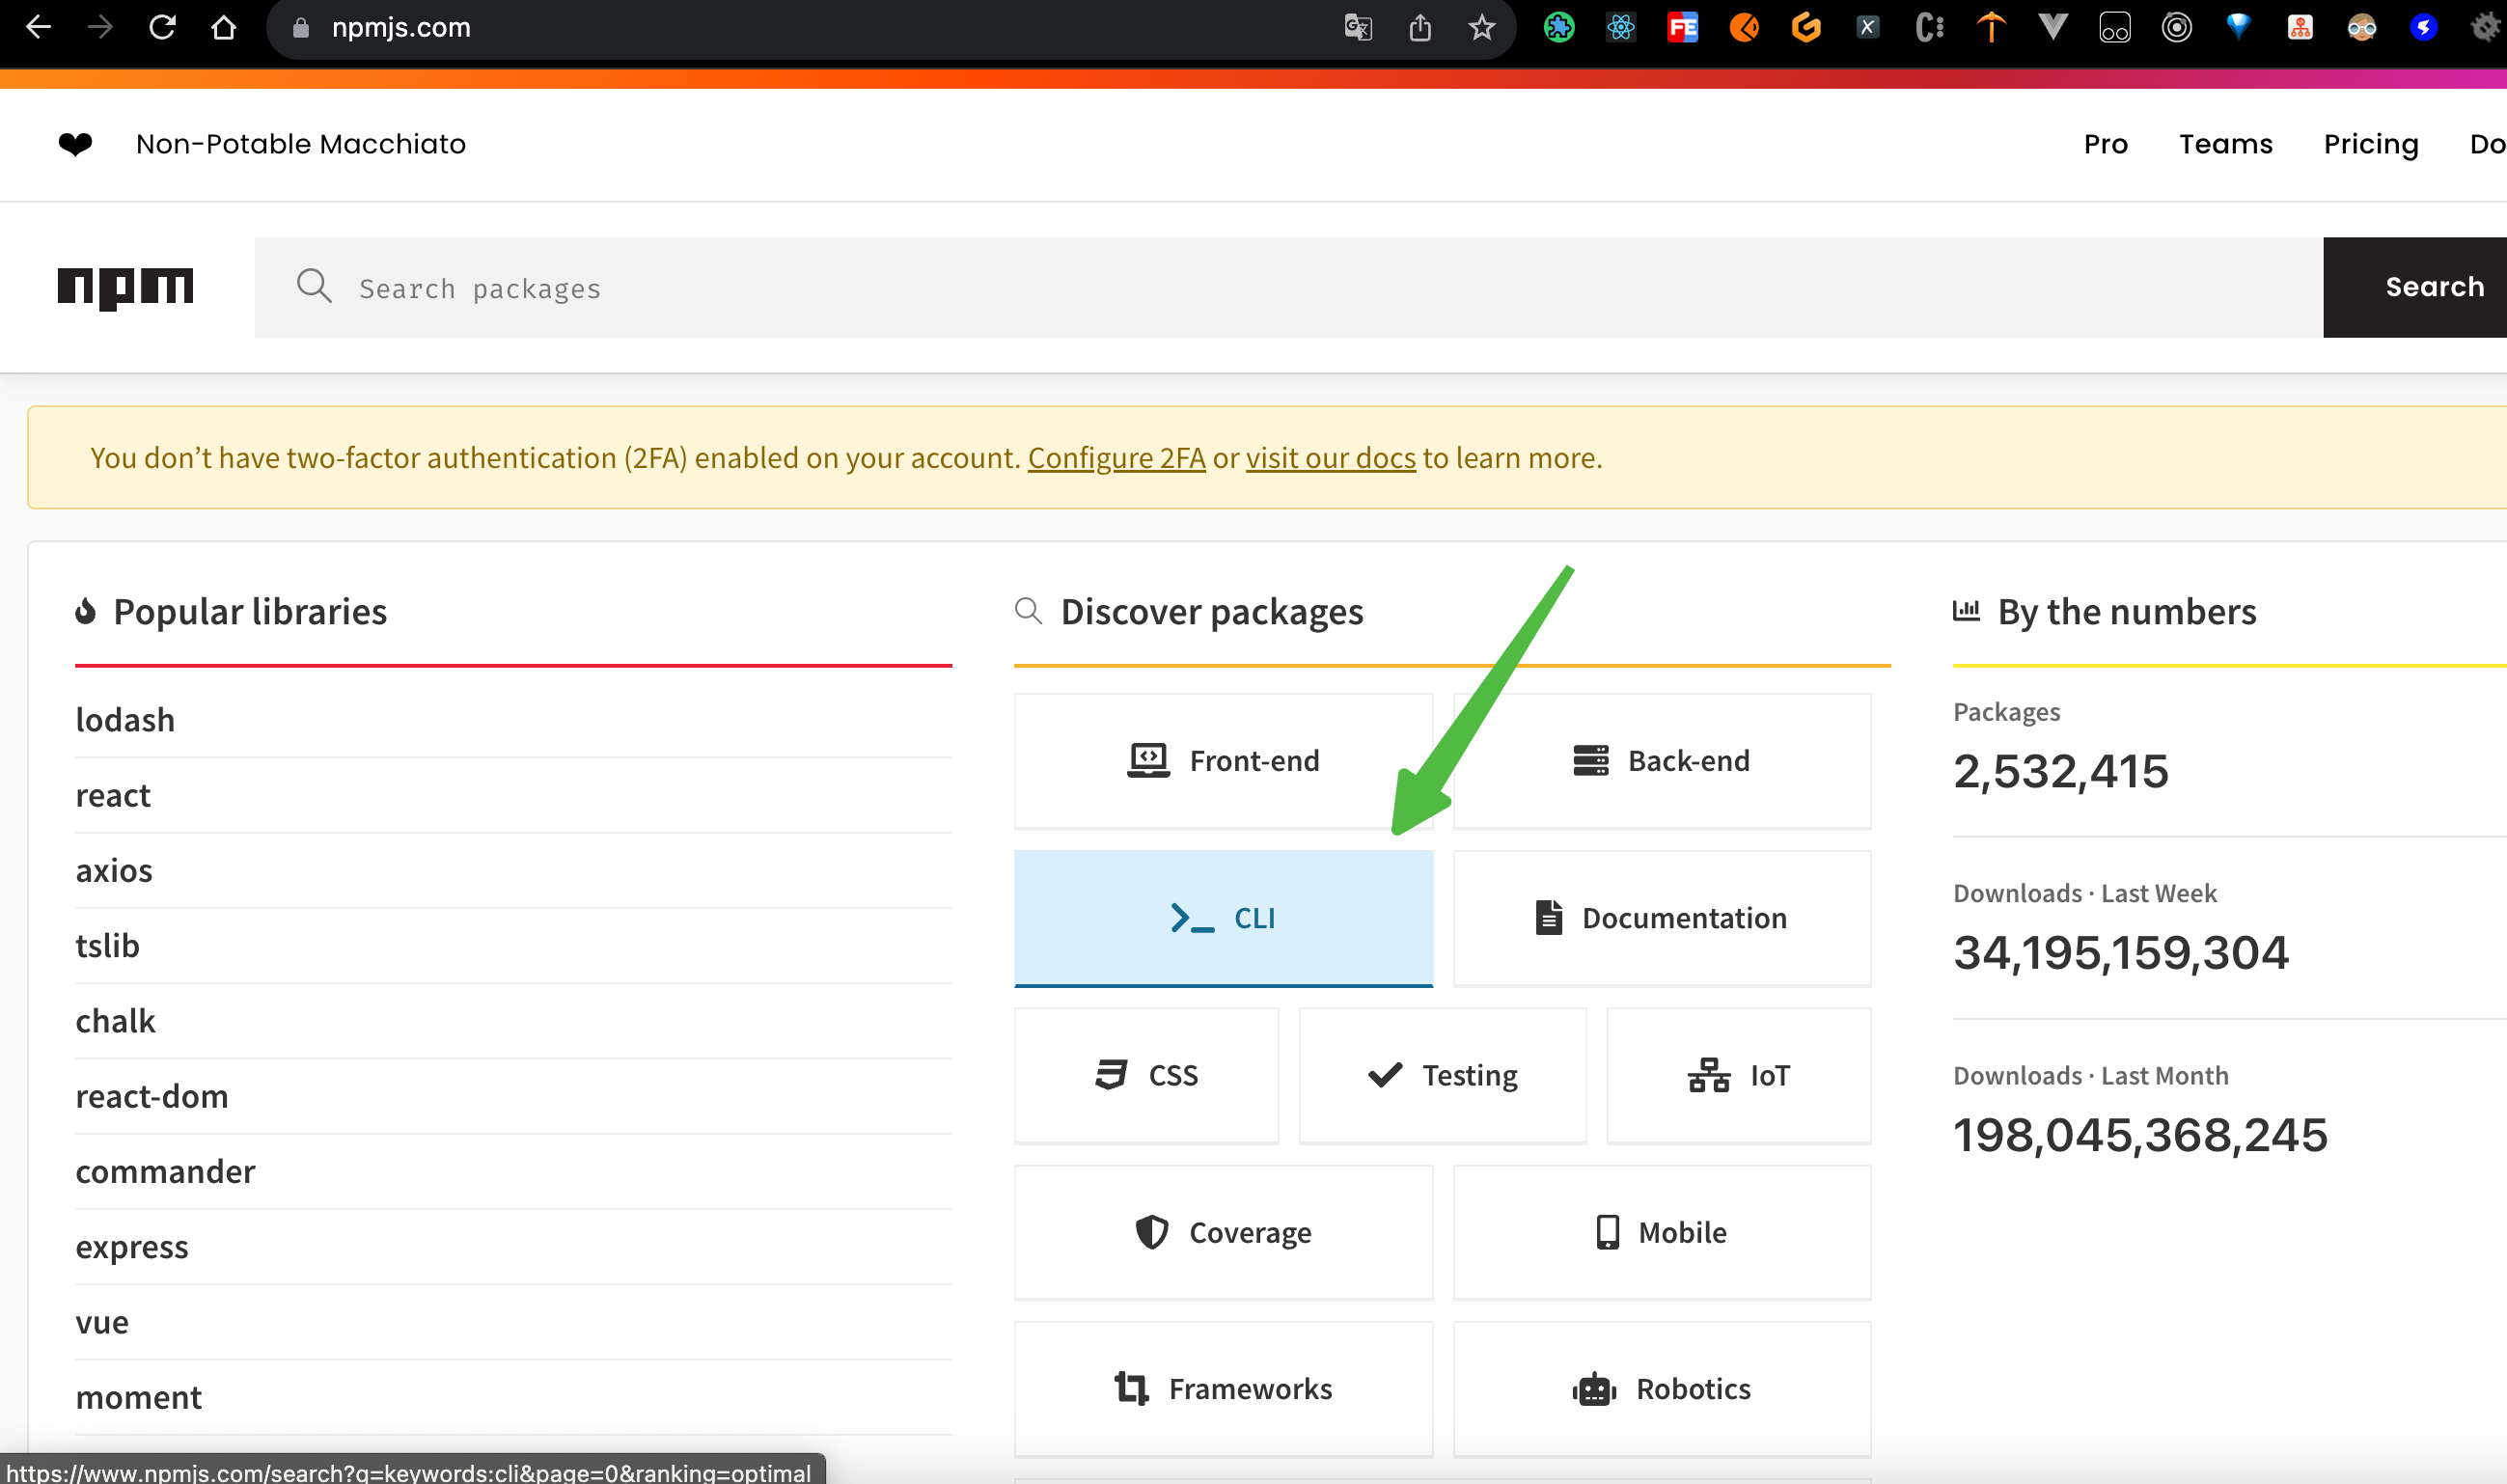 npmjs.com
FE
Non-Potable Macchiato
Pro Teams Pricing Do
npm Search packages Search
You don’t have two-factor authentication (2FA) enabled on your account. Configure 2FA or visit our docs to learn more.
Popular libraries
lodash
react
axios
tslib
chalk
react-dom
commander
express
vue
moment
Discover packages
Front-end Back-end
CLI Documentation
CSS Testing IoT
Coverage Mobile
Frameworks Robotics
By the numbers
Packages
2,532,415
Downloads · Last Week
34,195,159,304
Downloads · Last Month
198,045,368,245
https://www.npmjs.com/search?q=keywords:cli&page=0&ranking=optimal